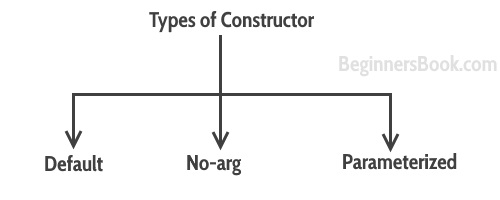 Types of Constructor
BeginnersBook.com
Default
No-arg
Parameterized